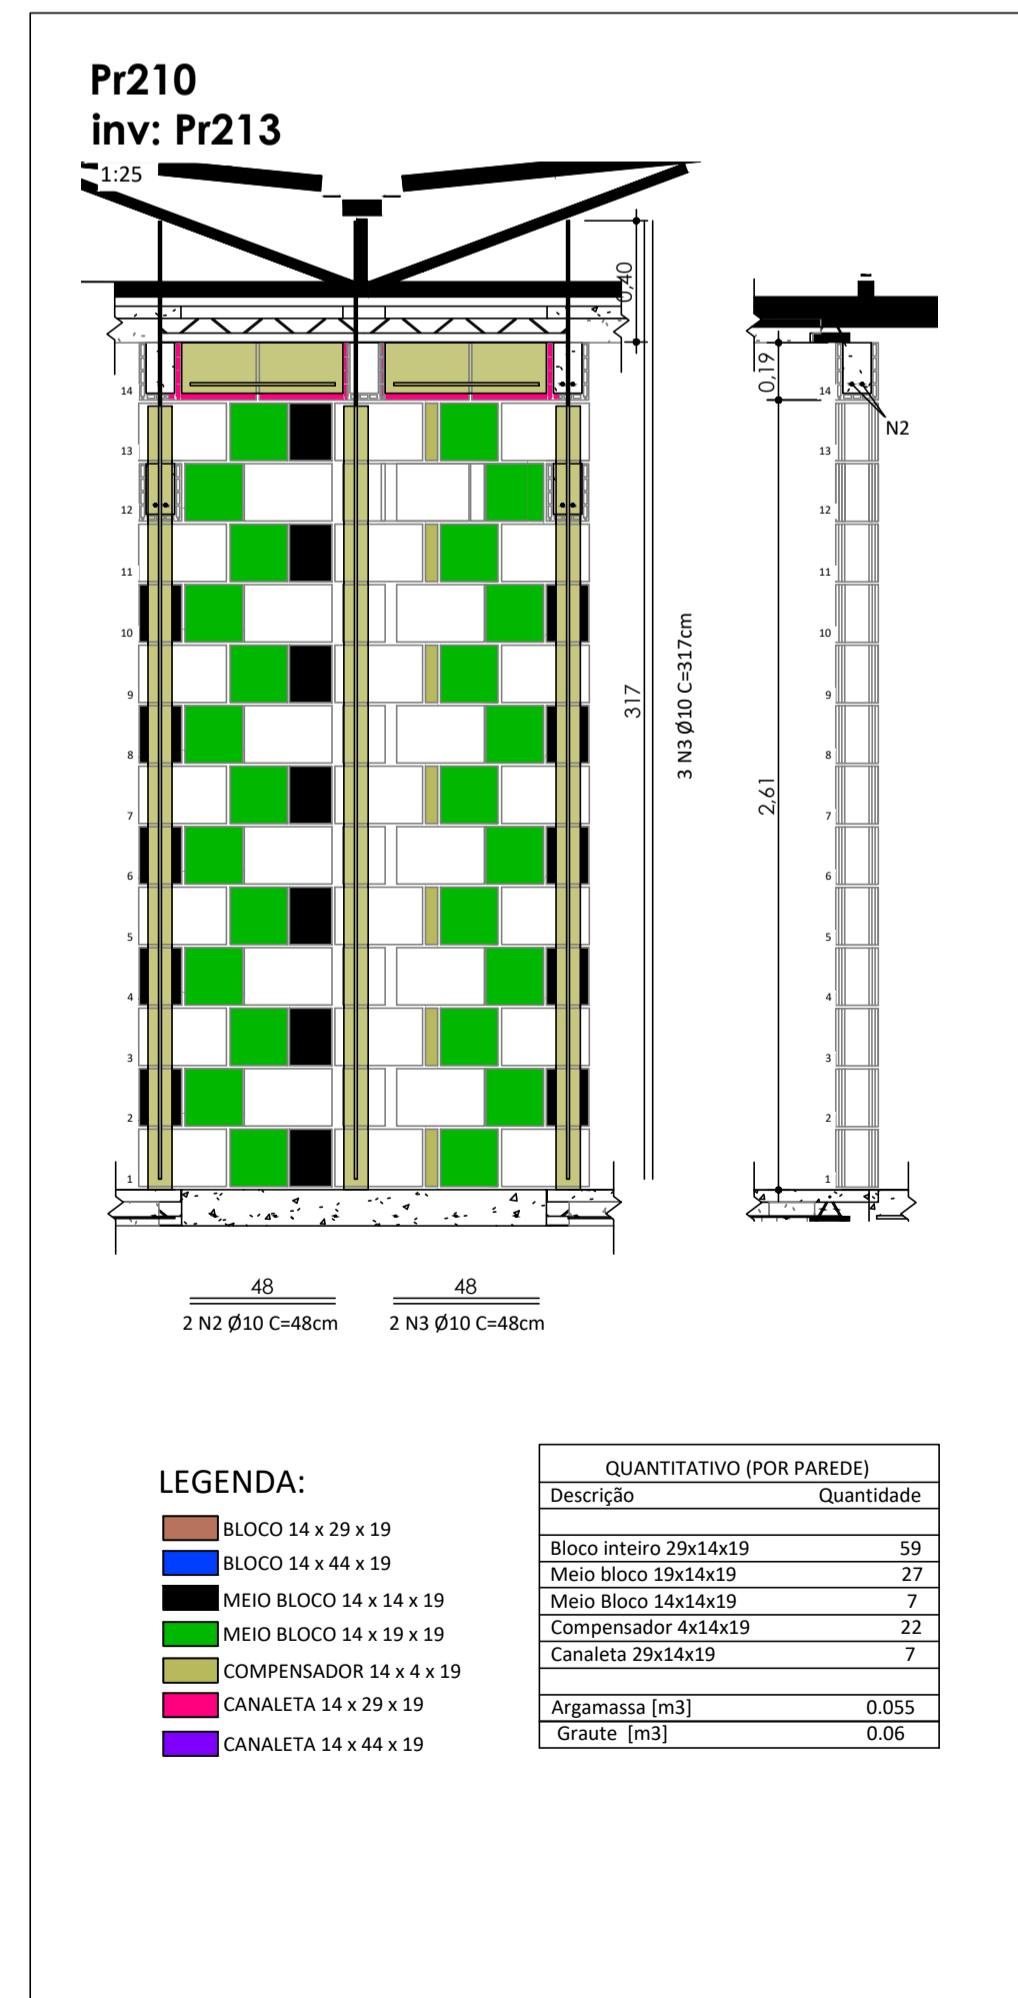 Pr210
inv: Pr213
1:25
0,40
0,19
14
14
N2
13
13
12
12
11
11
10
10
317
3 N3 Ø10 C=317cm
9
9
8
8
2,61
7
7
6
6
5
5
4
4
3
3
2
2
1
1
48 48
2 N2 Ø10 C=48cm 2 N3 Ø10 C=48cm
LEGENDA:
BLOCO 14 x 29 x 19
BLOCO 14 x 44 x 19
MEIO BLOCO 14 x 14 x 19
MEIO BLOCO 14 x 19 x 19
COMPENSADOR 14 x 4 x 19
CANALETA 14 x 29 x 19
CANALETA 14 x 44 x 19
QUANTITATIVO (POR PAREDE)
Descrição Quantidade
Bloco inteiro 29x14x19 59
Meio bloco 19x14x19 27
Meio Bloco 14x14x19 7
Compensador 4x14x19 22
Canaleta 29x14x19 7
Argamassa [m3] 0.055
Graute [m3] 0.06